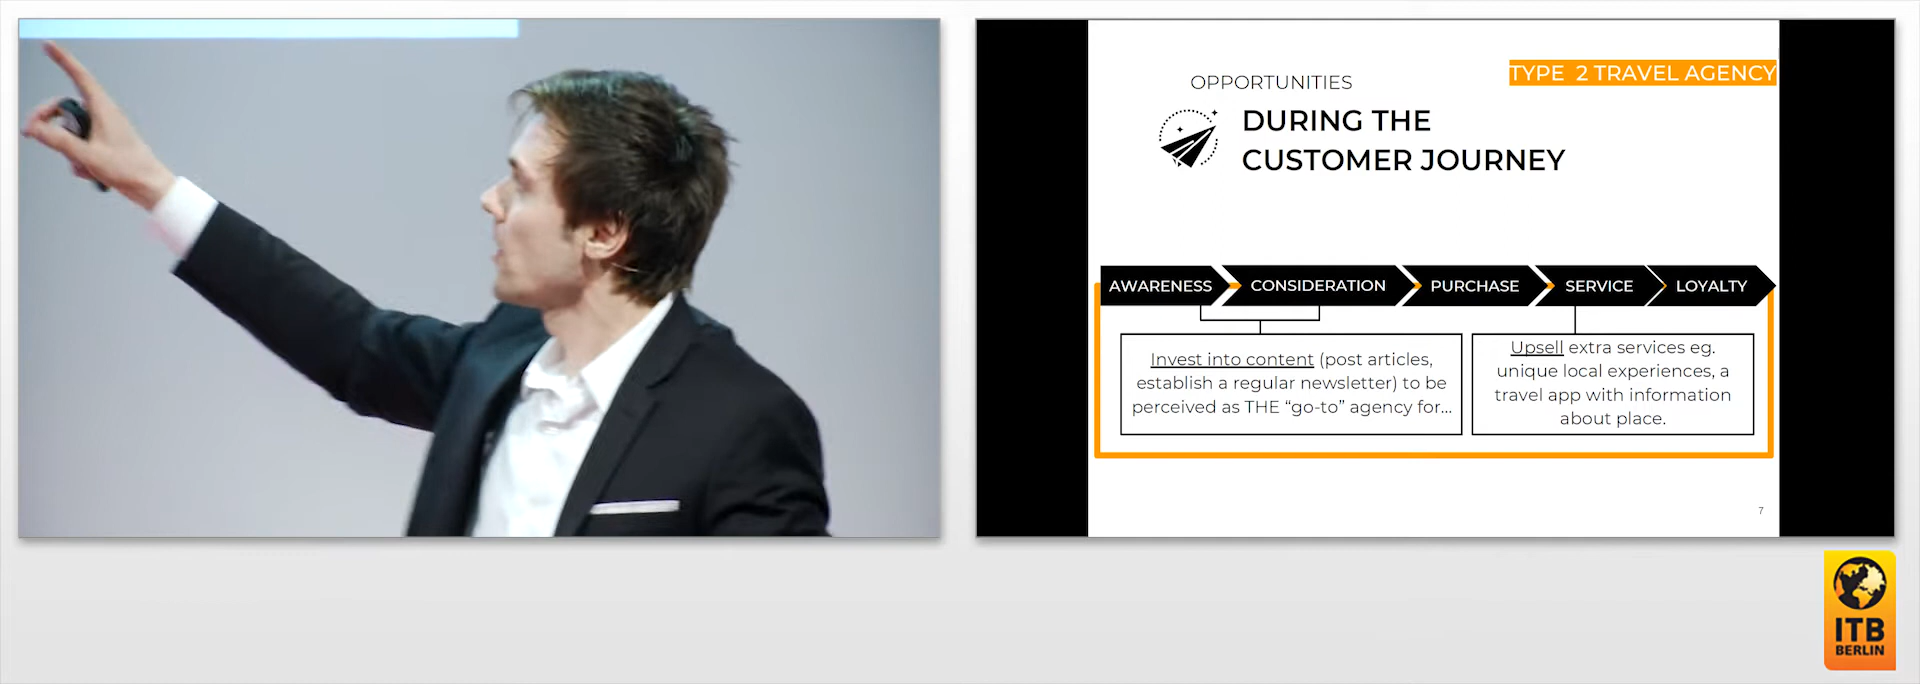 TYPE 2 TRAVEL AGENCY
OPPORTUNITIES
DURING THE
CUSTOMER JOURNEY
AWARENESS
CONSIDERATION
PURCHASE
SERVICE
LOYALTY
Invest into content (post articles,
establish a regular newsletter) to be
perceived as THE “go-to” agency for...
Upsell extra services eg.
unique local experiences, a
travel app with information
about place.
7
ITB
BERLIN